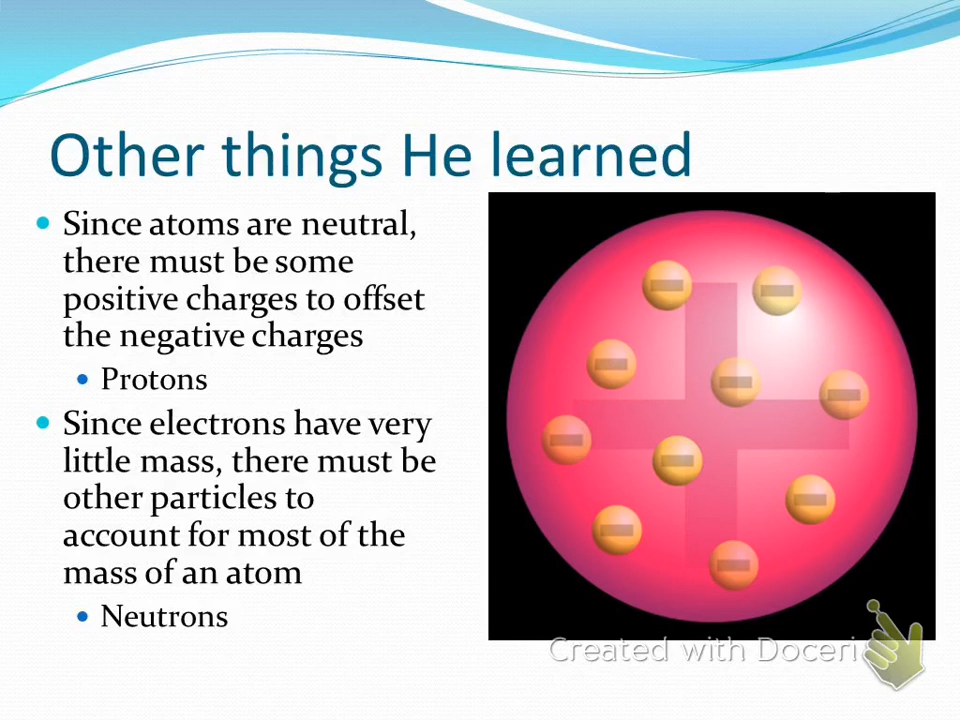 Other things He learned
Since atoms are neutral,
there must be some
positive charges to offset
the negative charges
Protons
Since electrons have very
little mass, there must be
other particles to
account for most of the
mass of an atom
Neutrons
Created with Doceri